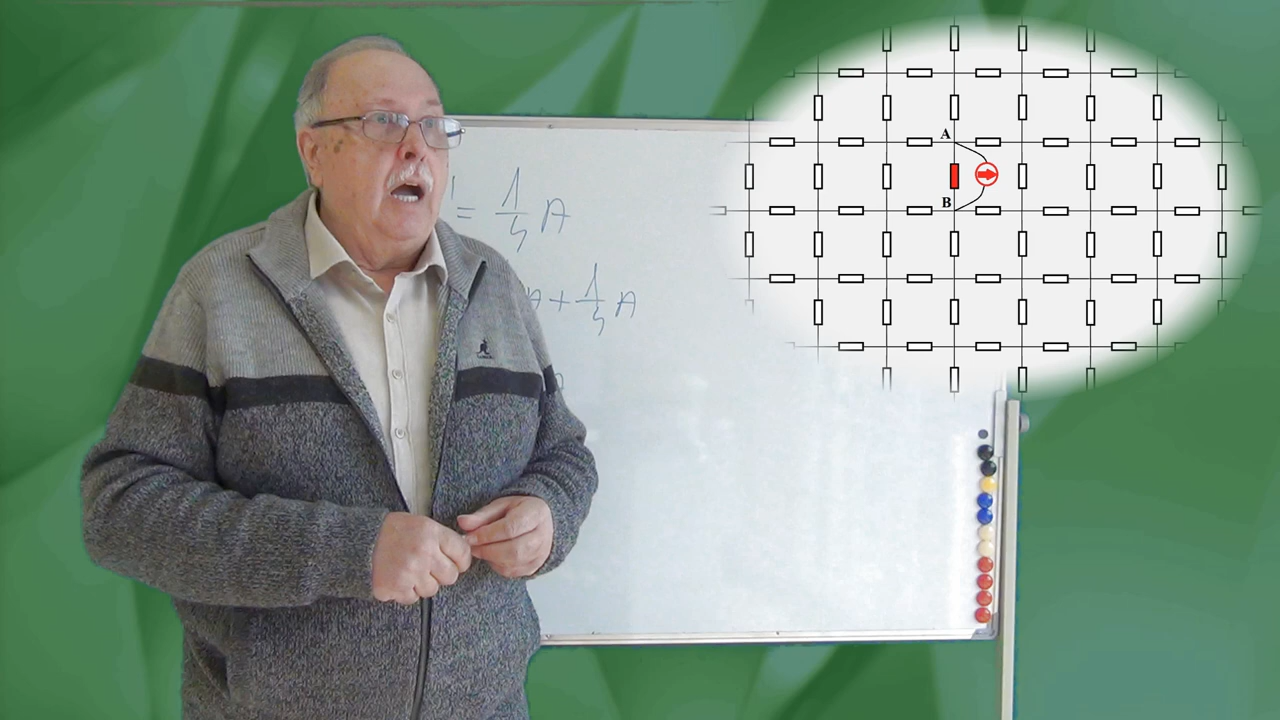 = 1/4 A
A + 1/4 A
A
B